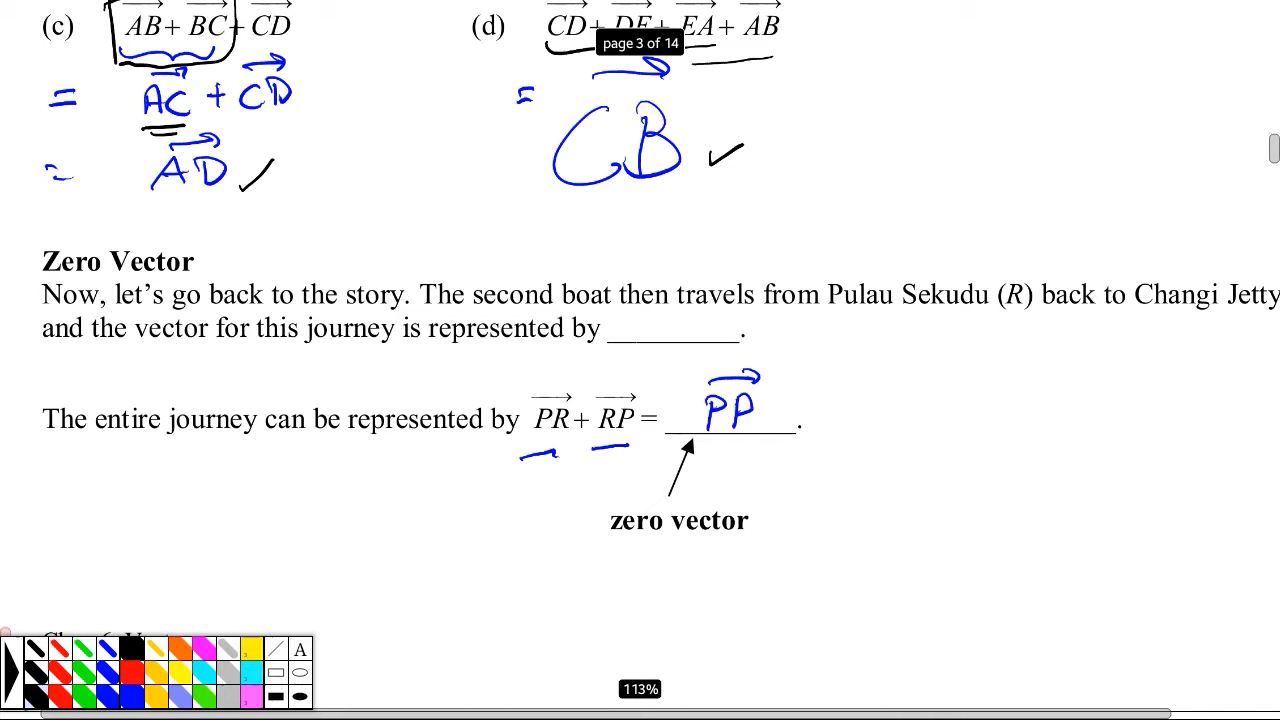 (c) AB + BC + CD (d) CD + DE + EA + AB
page 3 of 14
= AC + CD =
CB
= AD
Zero Vector
Now, let’s go back to the story. The second boat then travels from Pulau Sekudu (R) back to Changi Jetty
and the vector for this journey is represented by __________.
The entire journey can be represented by PR + RP = PP.
zero vector
A
113%